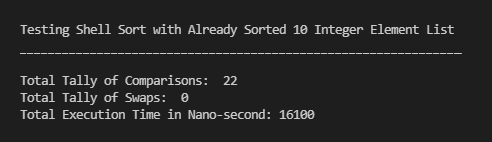 Testing Shell Sort with Already Sorted 10 Integer Element List
_______________________________________________________________
Total Tally of Comparisons:  22
Total Tally of Swaps:  0
Total Execution Time in Nano-second: 16100